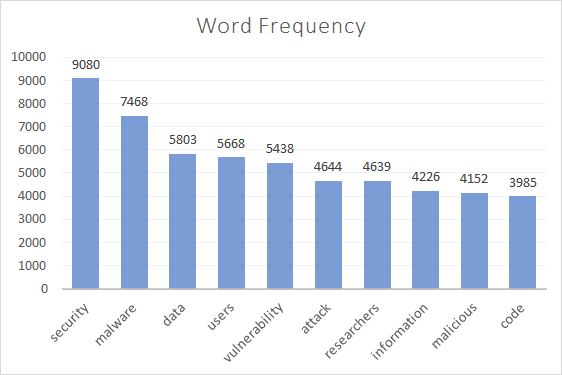 Word Frequency
10000
9000
8000
7000
6000
5000
4000
3000
2000
1000
0
9080
7468
5803
5668
5438
4644
4639
4226
4152
3985
security
malware
data
users
vulnerability
attack
researchers
information
malicious
code